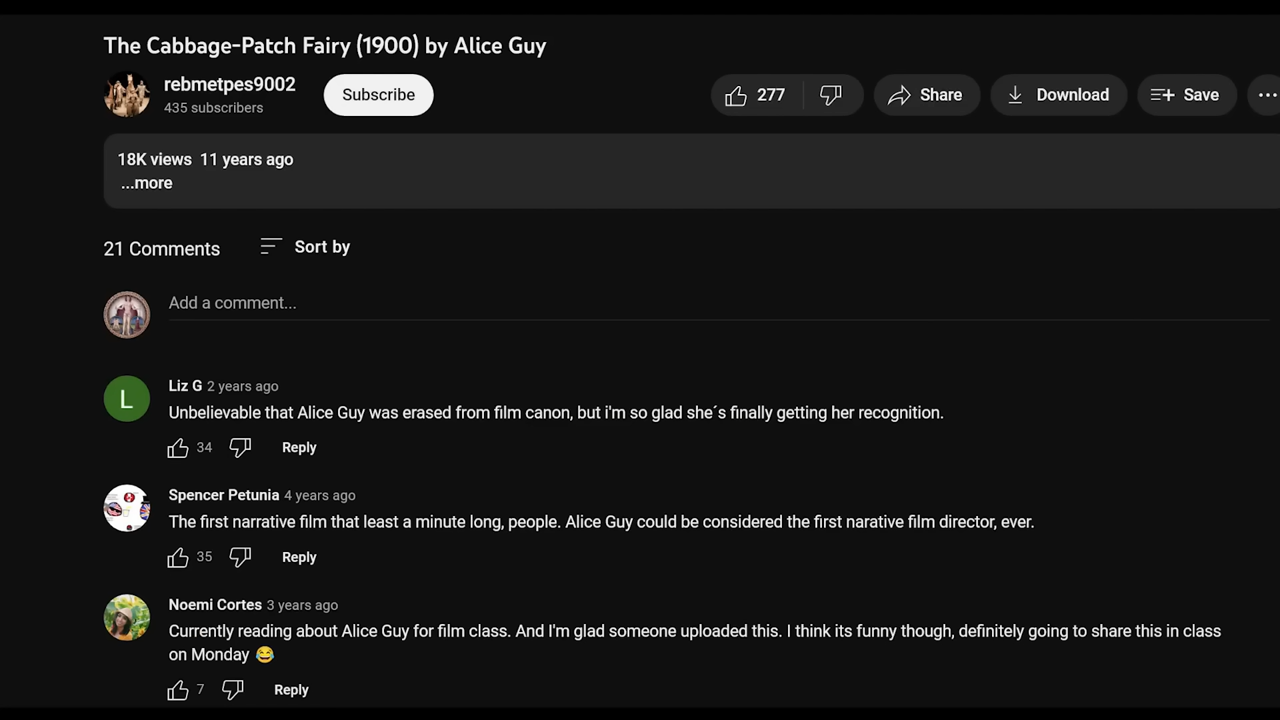 The Cabbage-Patch Fairy (1900) by Alice Guy
rebmetpes9002
435 subscribers
Subscribe
277
Share
Download
Save
18K views 11 years ago
...more
21 Comments
Sort by
Add a comment...
L
Liz G 2 years ago
Unbelievable that Alice Guy was erased from film canon, but i'm so glad she´s finally getting her recognition.
34
Reply
Spencer Petunia 4 years ago
The first narrative film that least a minute long, people. Alice Guy could be considered the first narative film director, ever.
35
Reply
Noemi Cortes 3 years ago
Currently reading about Alice Guy for film class. And I'm glad someone uploaded this. I think its funny though, definitely going to share this in class
on Monday 😂
7
Reply